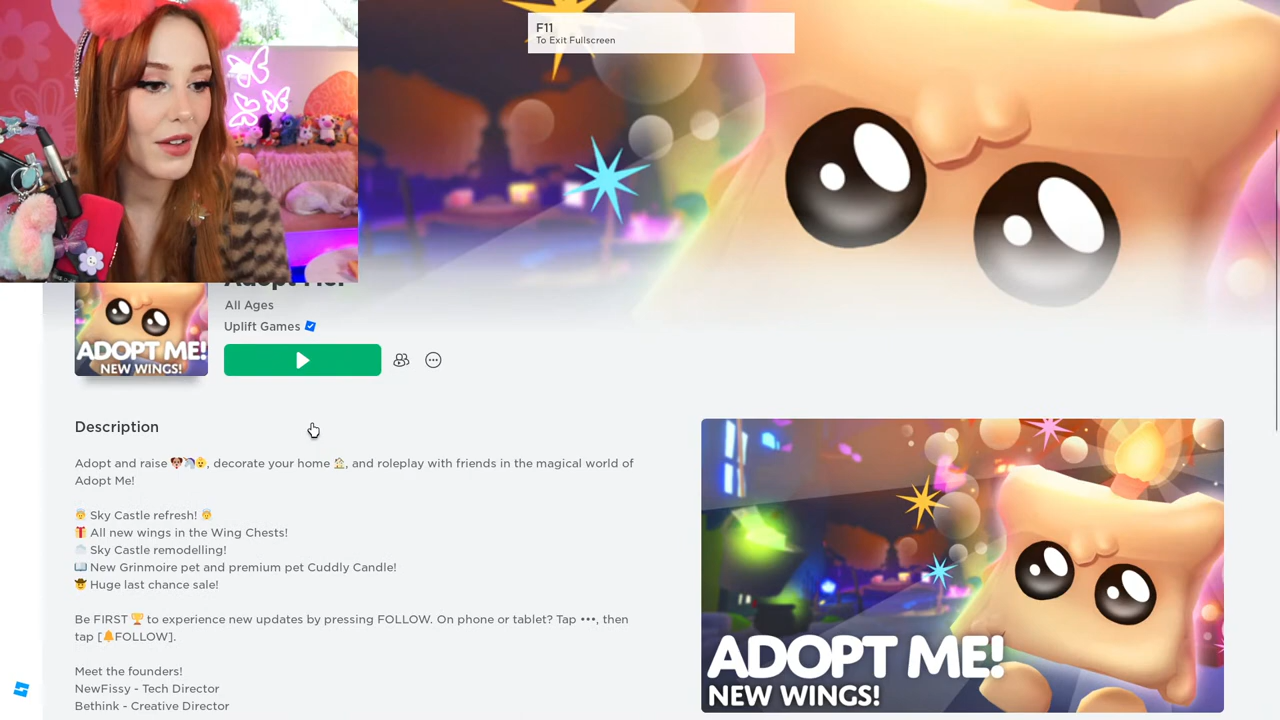 F11
To Exit Fullscreen
Adopt Me!
All Ages
Uplift Games
ADOPT ME!
NEW WINGS!
Description
Adopt and raise 🐶🦄👶, decorate your home 🏠, and roleplay with friends in the magical world of
Adopt Me!
Sky Castle refresh!
🎁 All new wings in the Wing Chests!
☁️ Sky Castle remodelling!
📖 New Grinmoire pet and premium pet Cuddly Candle!
🤠 Huge last chance sale!
Be FIRST 🏆 to experience new updates by pressing FOLLOW. On phone or tablet? Tap •••, then
tap [🔔FOLLOW].
Meet the founders!
NewFissy - Tech Director
Bethink - Creative Director
ADOPT ME!
NEW WINGS!